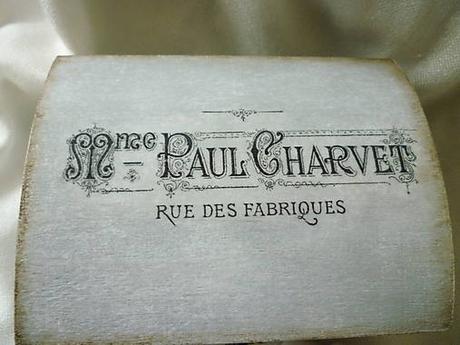 Mme PAUL CHARVET
RUE DES FABRIQUES